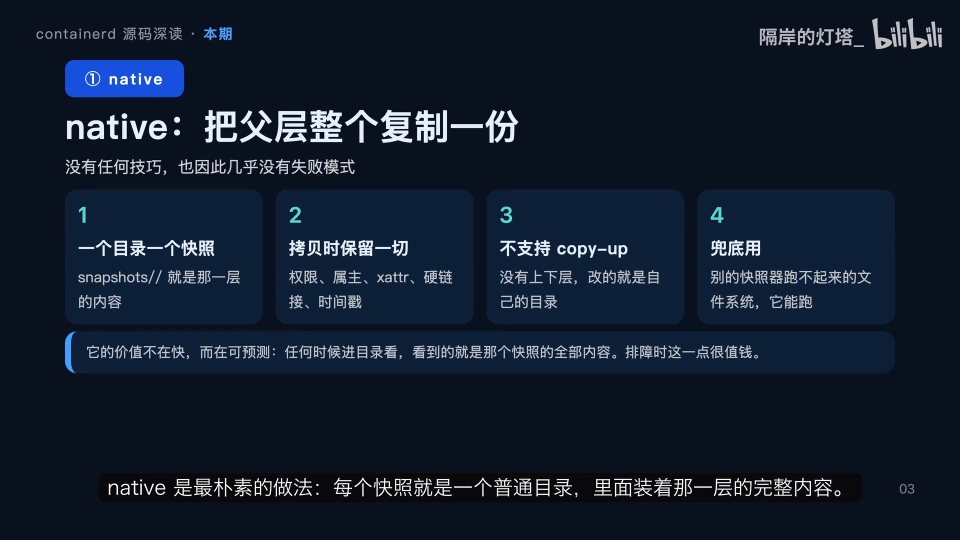 containerd 源码深读 · 本期
隔岸的灯塔_ bilibili
① native
native：把父层整个复制一份
没有任何技巧，也因此几乎没有失败模式
1
一个目录一个快照
snapshots// 就是那一层
的内容
2
拷贝时保留一切
权限、属主、xattr、硬链
接、时间戳
3
不支持 copy-up
没有上下层，改的就是自
己的目录
4
兜底用
别的快照器跑不起来的文
件系统，它能跑
它的价值不在快，而在可预测：任何时候进目录看，看到的就是那个快照的全部内容。排障时这一点很值钱。
native 是最朴素的做法：每个快照就是一个普通目录，里面装着那一层的完整内容。
03